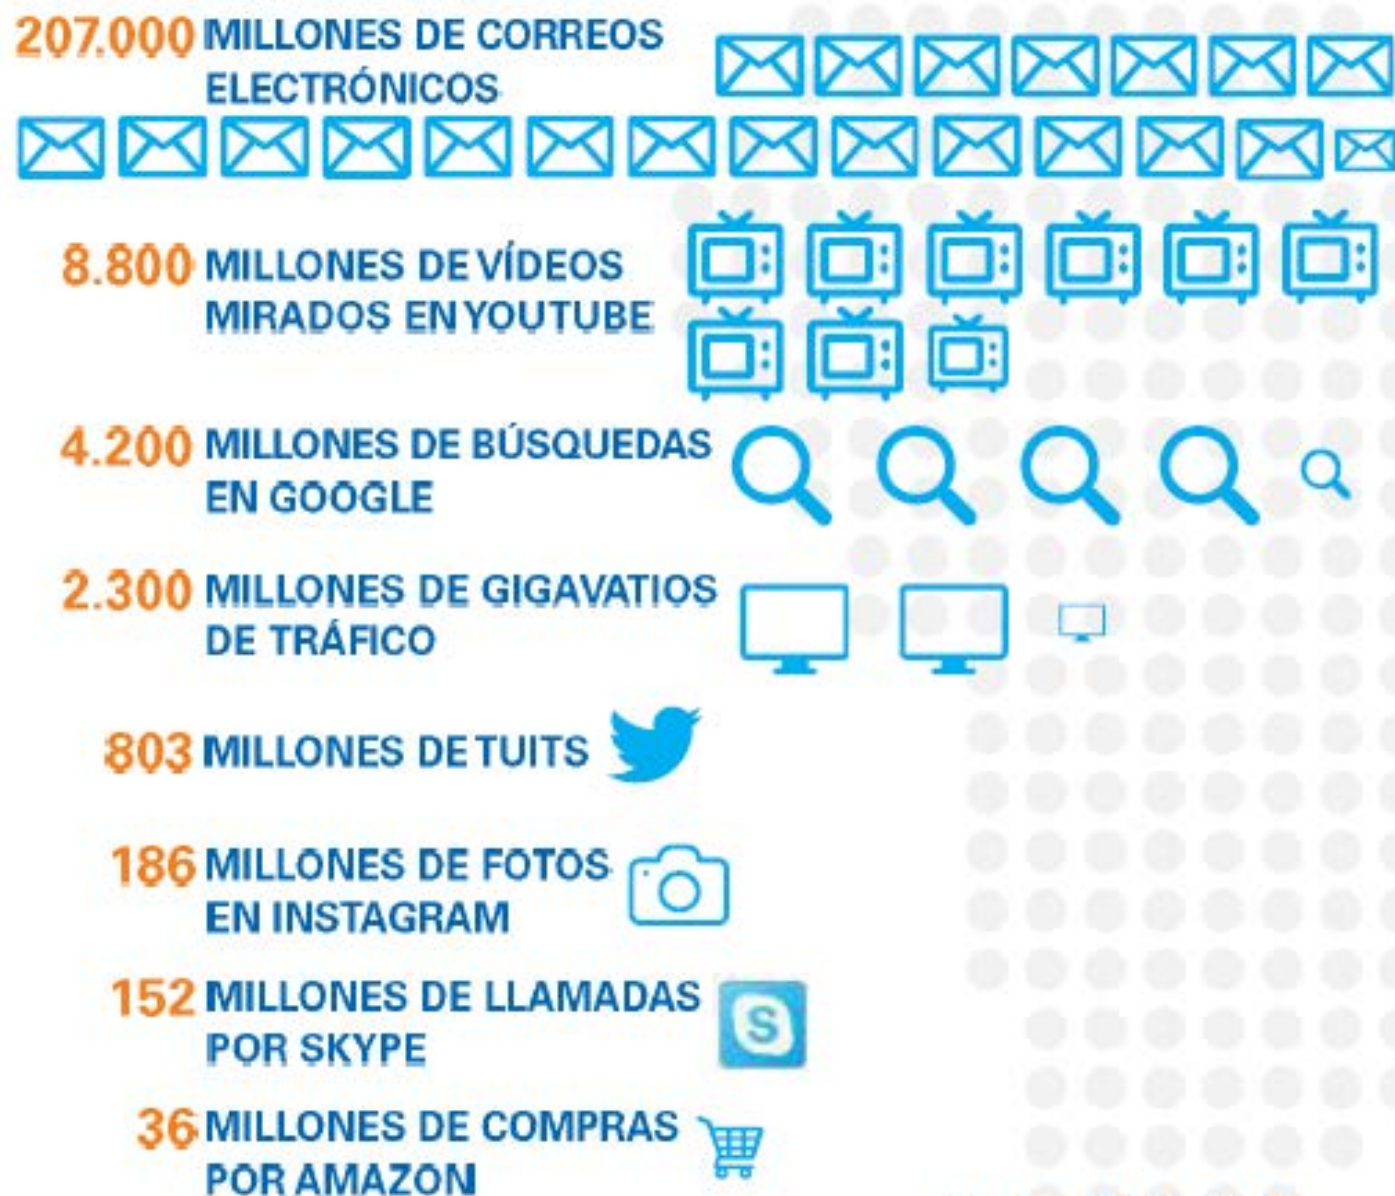 207.000 MILLONES DE CORREOS
ELECTRÓNICOS
8.800 MILLONES DE VÍDEOS
MIRADOS EN YOUTUBE
4.200 MILLONES DE BÚSQUEDAS
EN GOOGLE
2.300 MILLONES DE GIGAVATIOS
DE TRÁFICO
803 MILLONES DE TUITS
186 MILLONES DE FOTOS
EN INSTAGRAM
152 MILLONES DE LLAMADAS
POR SKYPE
S
36 MILLONES DE COMPRAS
POR AMAZON